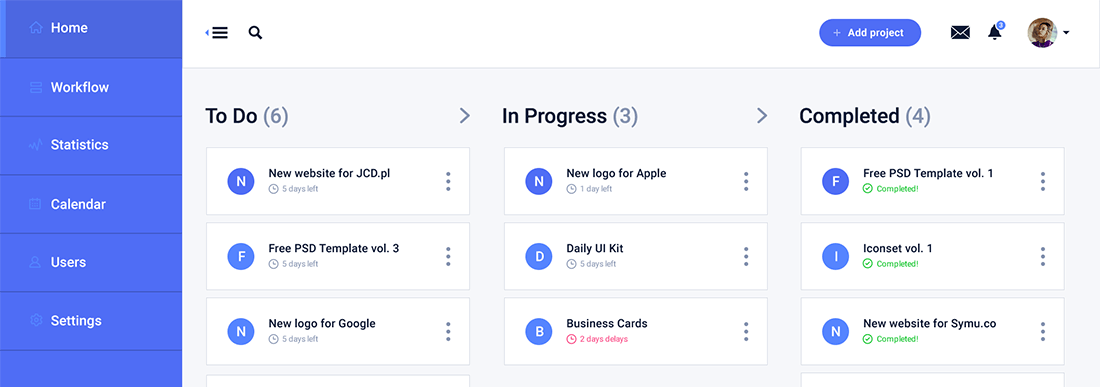 Home
Workflow
Statistics
Calendar
Users
Settings
+ Add project
3
To Do (6)
N
New website for JCD.pl
5 days left
F
Free PSD Template vol. 3
5 days left
N
New logo for Google
5 days left
In Progress (3)
N
New logo for Apple
1 day left
D
Daily UI Kit
5 days left
B
Business Cards
2 days delays
Completed (4)
F
Free PSD Template vol. 1
Completed!
I
Iconset vol. 1
Completed!
N
New website for Symu.co
Completed!